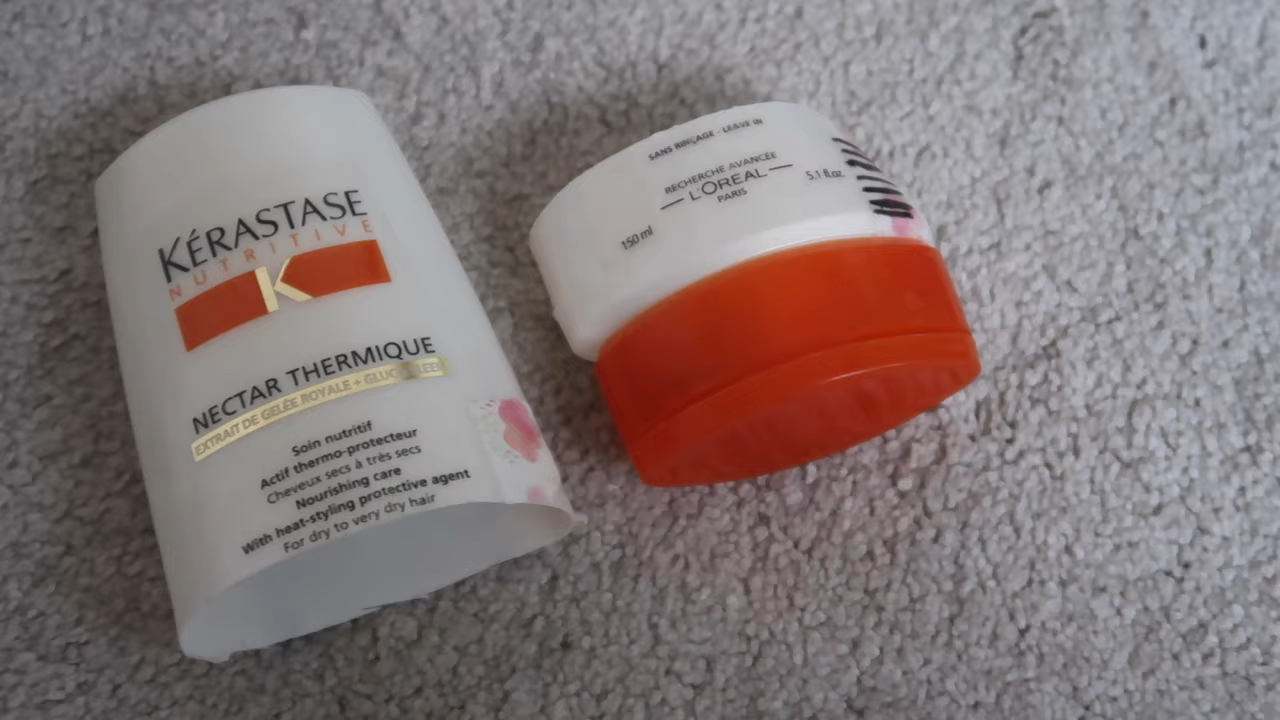 KÉRASTASE
NUTRITIVE
K
NECTAR THERMIQUE
EXTRAIT DE GELÉE ROYALE +
Soin nutritif
Actif thermo-protecteur
Cheveux secs à très secs
Nourishing care
With heat-styling protective agent
For dry to very dry hair
SANS RINÇAGE - LEAVE IN
RECHERCHE AVANCÉE
L'ORÉAL
PARIS
150 ml
5.1 fl.oz.